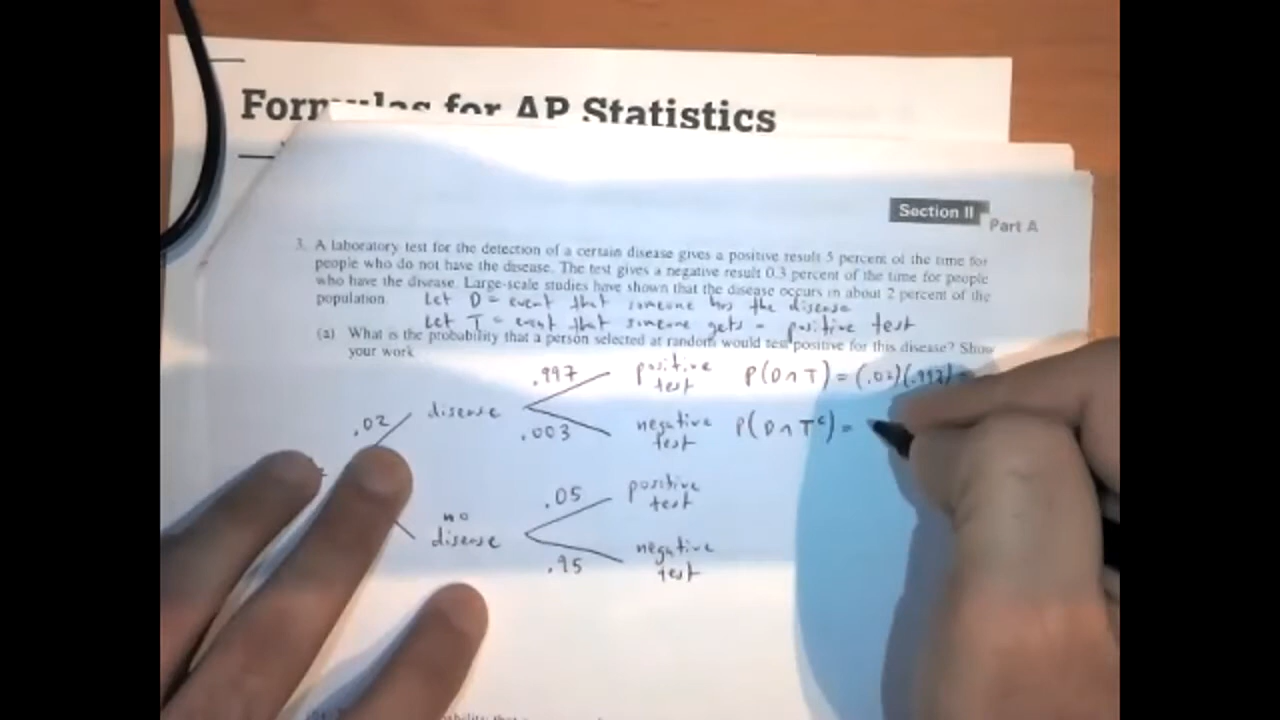 Formulas for AP Statistics
Section II
Part A
3. A laboratory test for the detection of a certain disease gives a positive result 5 percent of the time for
people who do not have the disease. The test gives a negative result 0.3 percent of the time for people
who have the disease. Large-scale studies have shown that the disease occurs in about 2 percent of the
population.
Let D = event that someone has the disease
Let T = event that someone gets a positive test
(a) What is the probability that a person selected at random would test positive for this disease? Show
your work
.02
disease
.997
positive
test
P(D∩T) = (.02)(.997) =
.003
negative
test
P(D∩Tᶜ) =
no
disease
.05
positive
test
.95
negative
test